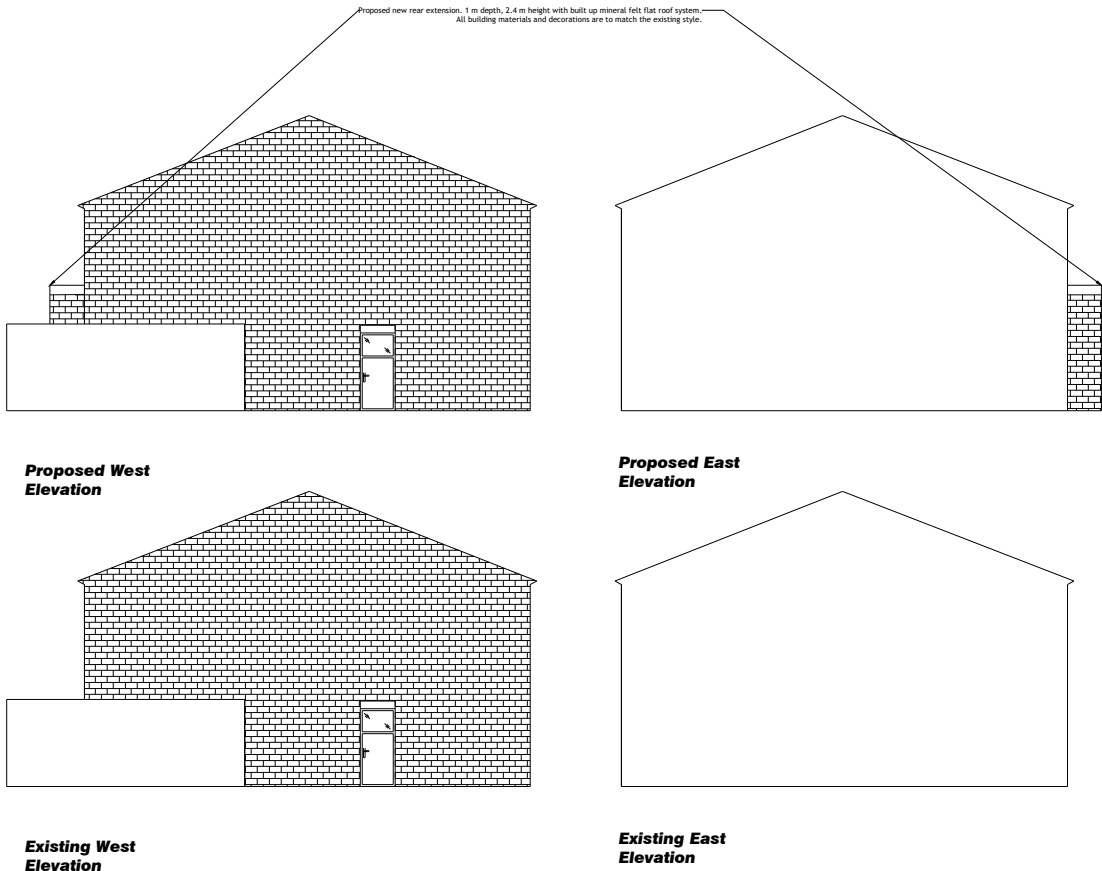 Proposed new rear extension. 1 m depth, 2.4 m height with built up mineral felt flat roof system.
All building materials and decorations are to match the existing style.
Proposed West
Elevation
Proposed East
Elevation
Existing West
Elevation
Existing East
Elevation